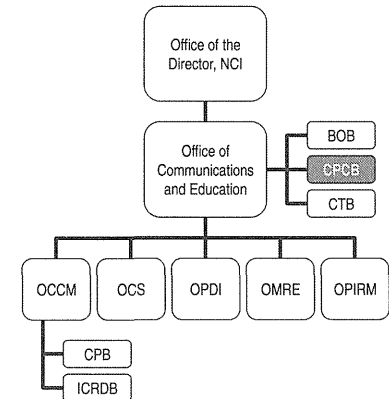 Office of the
Director, NCI
Office of
Communications
and Education
BOB
CPCB
CTB
OCCM
OCS
OPDI
OMRE
OPIRM
CPB
ICRDB